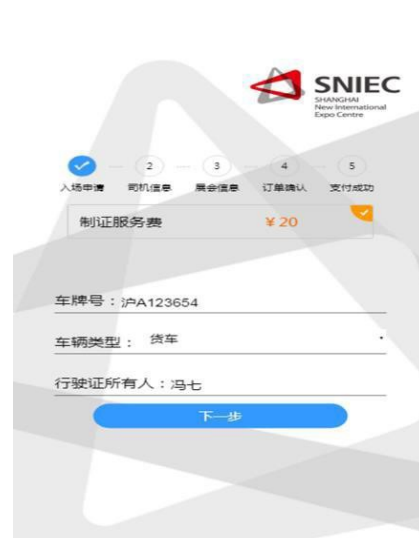 SNIEC
SHANGHAI
New International
Expo Centre
2 3 4 5
入场申请 司机信息 展会信息 订单确认 支付成功
制证服务费 ¥20
车牌号：沪A123654
车辆类型： 货车
行驶证所有人：冯七
下一步